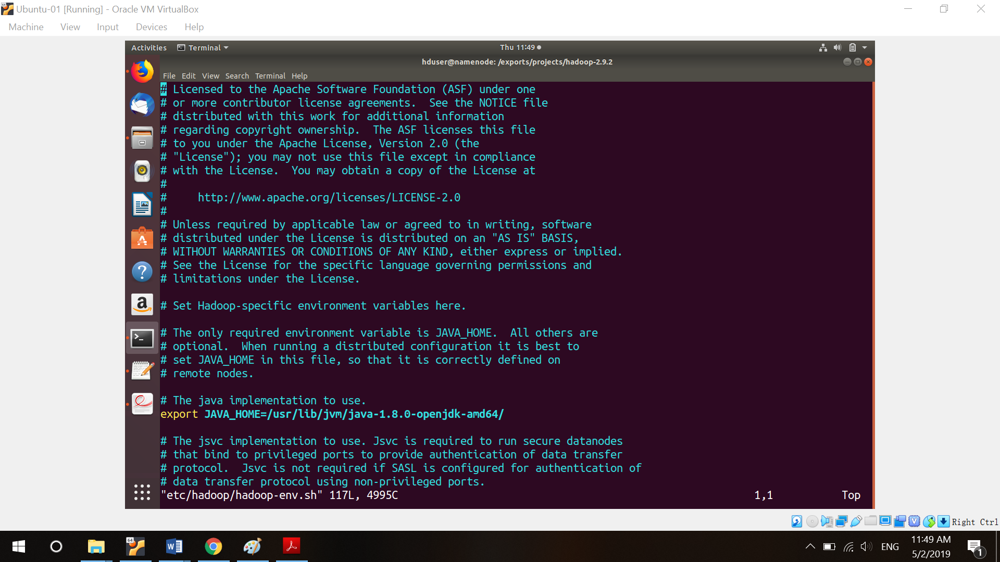 Ubuntu-01 [Running] - Oracle VM VirtualBox
Machine View Input Devices Help
Activities Terminal Thu 11:49
hduser@namenode: /exports/projects/hadoop-2.9.2
File Edit View Search Terminal Help
# Licensed to the Apache Software Foundation (ASF) under one
# or more contributor license agreements.  See the NOTICE file
# distributed with this work for additional information
# regarding copyright ownership.  The ASF licenses this file
# to you under the Apache License, Version 2.0 (the
# "License"); you may not use this file except in compliance
# with the License.  You may obtain a copy of the License at
#
#     http://www.apache.org/licenses/LICENSE-2.0
#
# Unless required by applicable law or agreed to in writing, software
# distributed under the License is distributed on an "AS IS" BASIS,
# WITHOUT WARRANTIES OR CONDITIONS OF ANY KIND, either express or implied.
# See the License for the specific language governing permissions and
# limitations under the License.
# Set Hadoop-specific environment variables here.
# The only required environment variable is JAVA_HOME.  All others are
# optional.  When running a distributed configuration it is best to
# set JAVA_HOME in this file, so that it is correctly defined on
# remote nodes.
# The java implementation to use.
export JAVA_HOME=/usr/lib/jvm/java-1.8.0-openjdk-amd64/
# The jsvc implementation to use. Jsvc is required to run secure datanodes
# that bind to privileged ports to provide authentication of data transfer
# protocol.  Jsvc is not required if SASL is configured for authentication of
# data transfer protocol using non-privileged ports.
"etc/hadoop/hadoop-env.sh" 117L, 4995C 1,1 Top
Right Ctrl
64 ENG 11:49 AM
5/2/2019 1